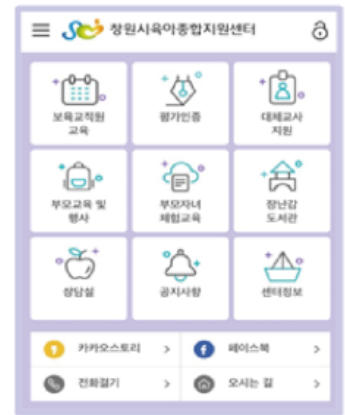 창원시육아종합지원센터
보육교직원
교육
평가인증
대체교사
지원
부모교육 및
행사
부모자녀
체험교육
장난감
도서관
상담실
공지사항
센터정보
카카오스토리
페이스북
전화걸기
오시는 길